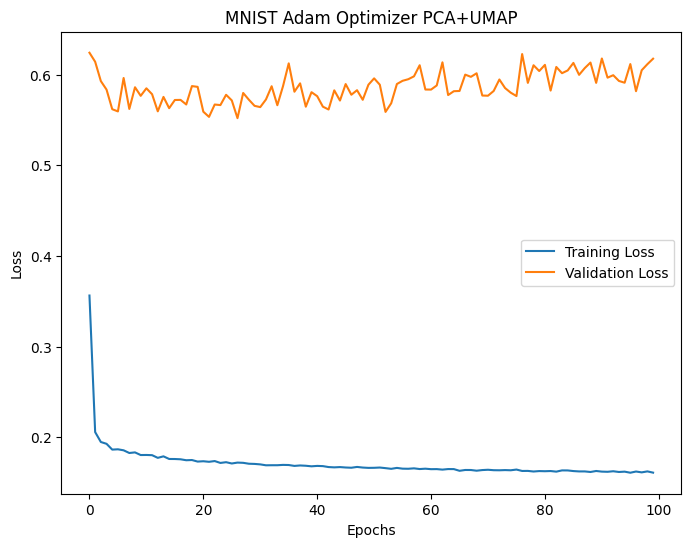 MNIST Adam Optimizer PCA+UMAP
0.6
0.5
0.4
0.3
0.2
Loss
Training Loss
Validation Loss
0 20 40 60 80 100
Epochs